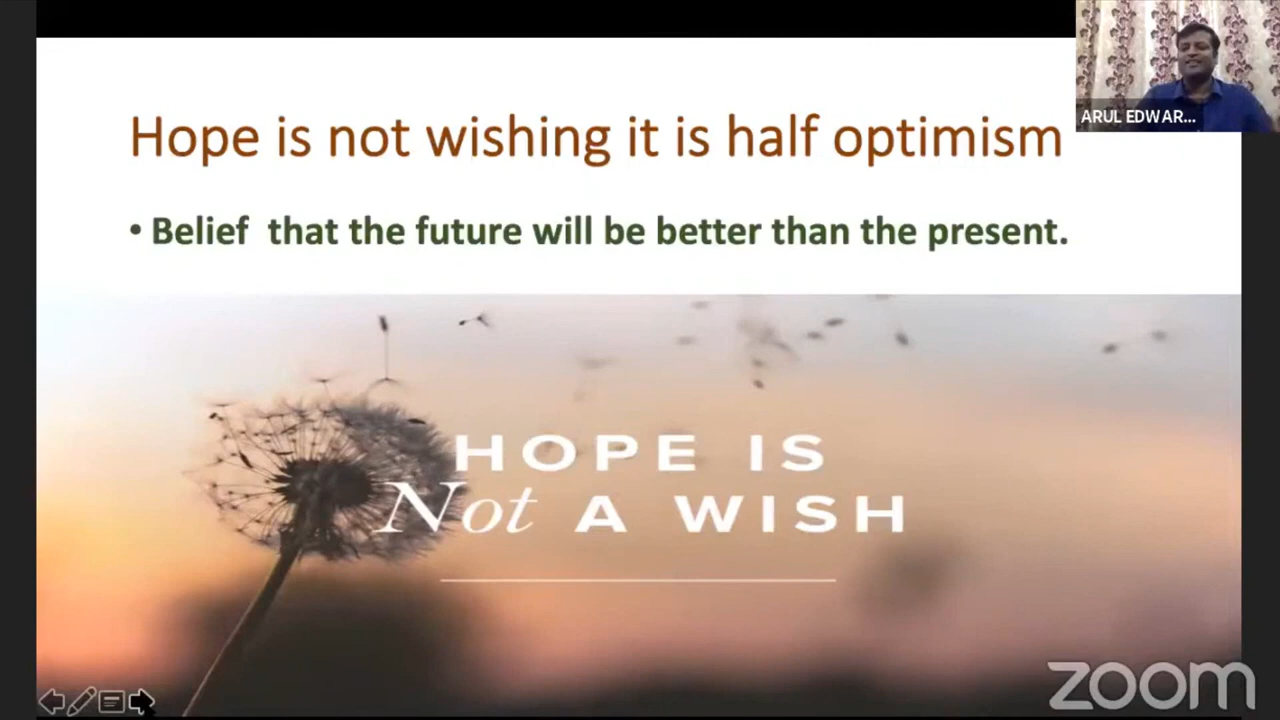 Hope is not wishing it is half optimism
ARUL EDWAR...
• Belief  that the future will be better than the present.
HOPE IS
Not A WISH
zoom